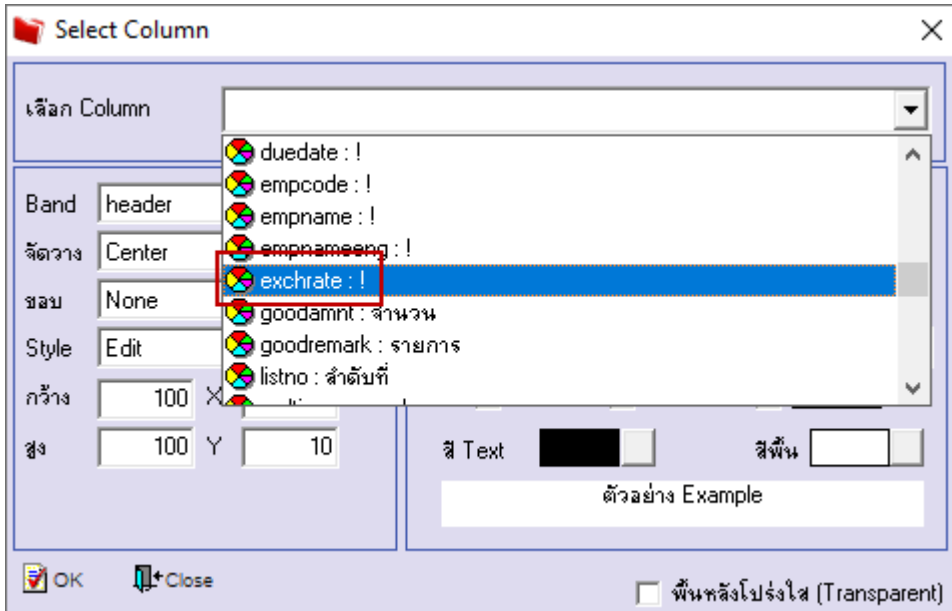 Select Column
เลือก Column
duedate : !
empcode : !
empname : !
empnameeng : !
exchrate : !
goodamnt : จำนวน
goodremark : รายการ
listno : ลำดับที่
Band header
จัดวาง Center
ขอบ None
Style Edit
กว้าง 100 X
สูง 100 Y 10
สี Text
สีพื้น
ตัวอย่าง Example
OK Close
พื้นหลังโปร่งใส (Transparent)